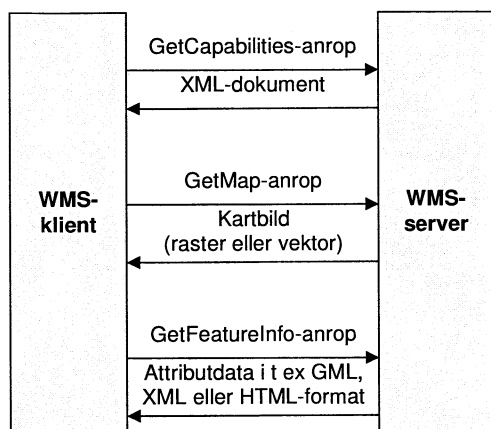 GetCapabilities-anrop
XML-dokument
WMS-
klient
GetMap-anrop
Kartbild
(raster eller vektor)
WMS-
server
GetFeatureInfo-anrop
Attributdata i t ex GML,
XML eller HTML-format